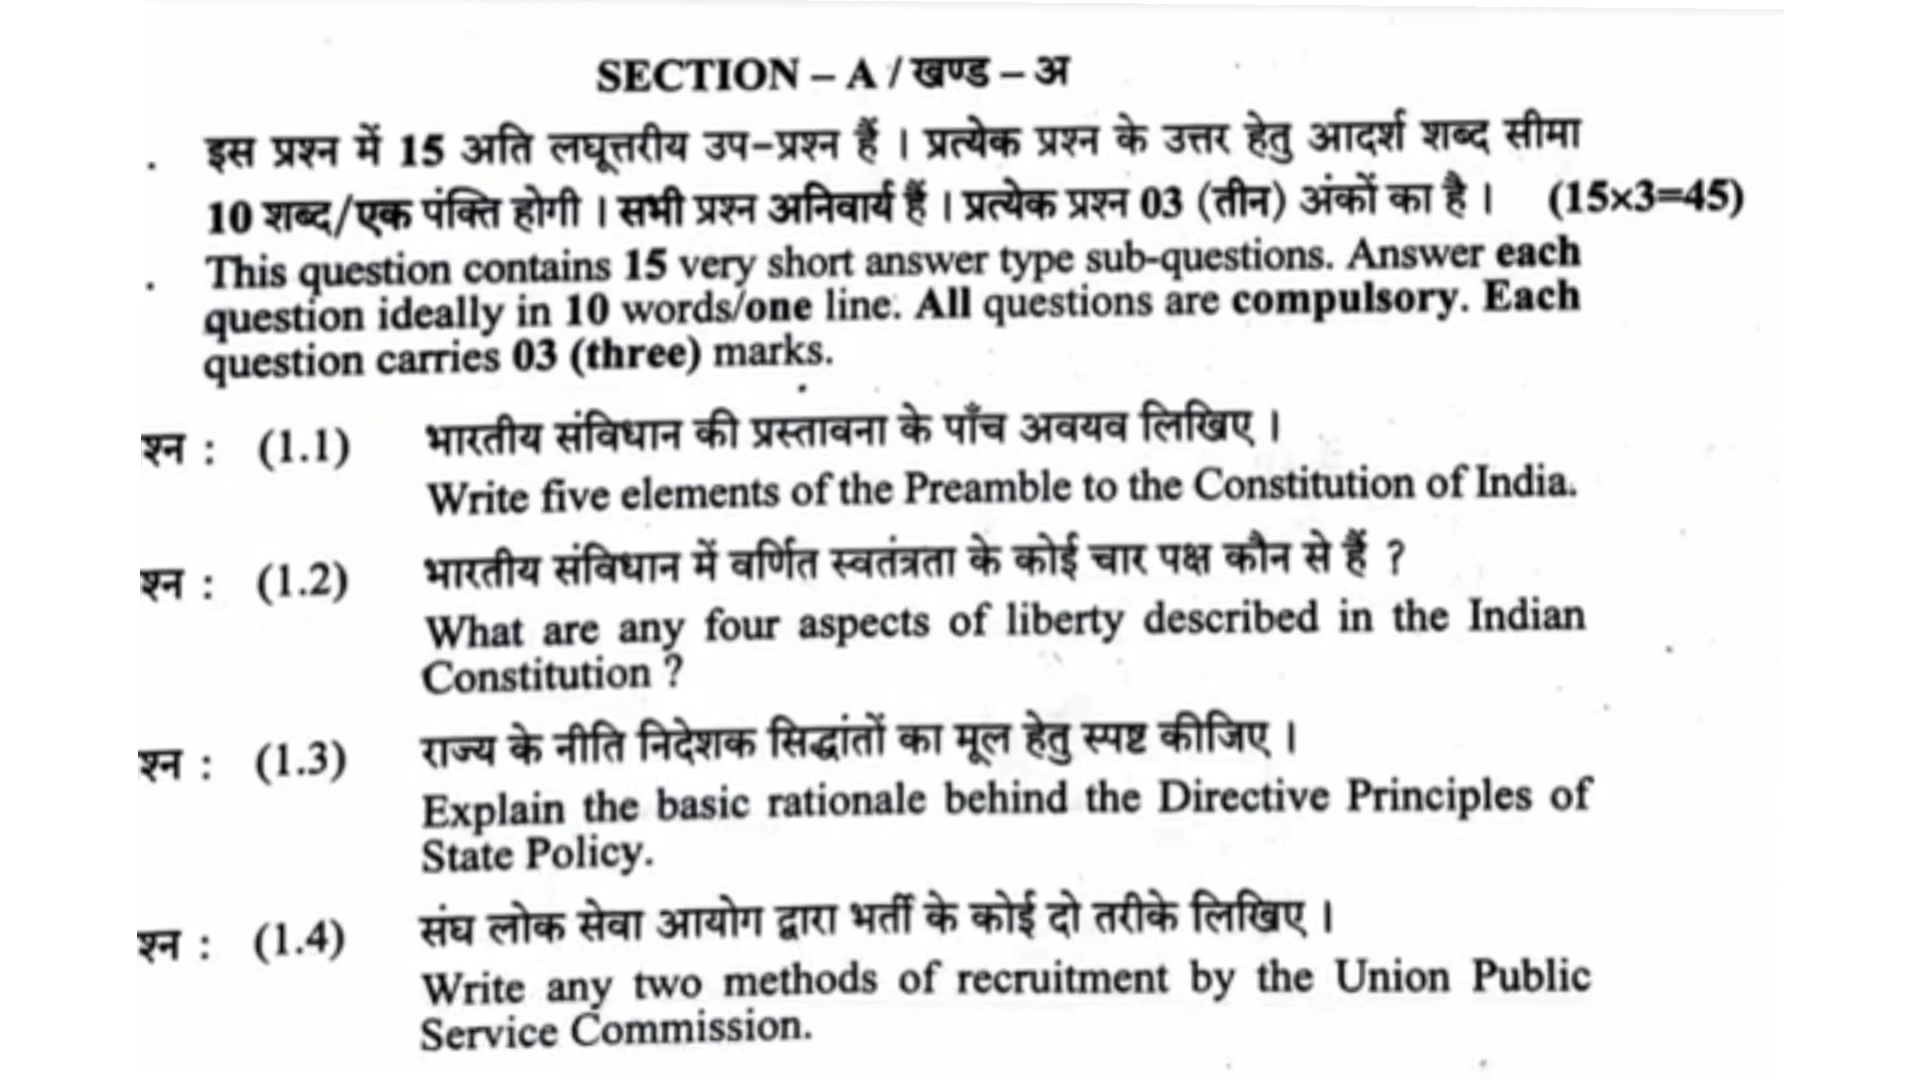 SECTION – A / खण्ड – अ
इस प्रश्न में 15 अति लघूत्तरीय उप-प्रश्न हैं । प्रत्येक प्रश्न के उत्तर हेतु आदर्श शब्द सीमा
10 शब्द/एक पंक्ति होगी । सभी प्रश्न अनिवार्य हैं । प्रत्येक प्रश्न 03 (तीन) अंकों का है । (15×3=45)
This question contains 15 very short answer type sub-questions. Answer each
question ideally in 10 words/one line. All questions are compulsory. Each
question carries 03 (three) marks.
श्न : (1.1) भारतीय संविधान की प्रस्तावना के पाँच अवयव लिखिए ।
Write five elements of the Preamble to the Constitution of India.
श्न : (1.2) भारतीय संविधान में वर्णित स्वतंत्रता के कोई चार पक्ष कौन से हैं ?
What are any four aspects of liberty described in the Indian
Constitution ?
श्न : (1.3) राज्य के नीति निदेशक सिद्धांतों का मूल हेतु स्पष्ट कीजिए ।
Explain the basic rationale behind the Directive Principles of
State Policy.
श्न : (1.4) संघ लोक सेवा आयोग द्वारा भर्ती के कोई दो तरीके लिखिए ।
Write any two methods of recruitment by the Union Public
Service Commission.